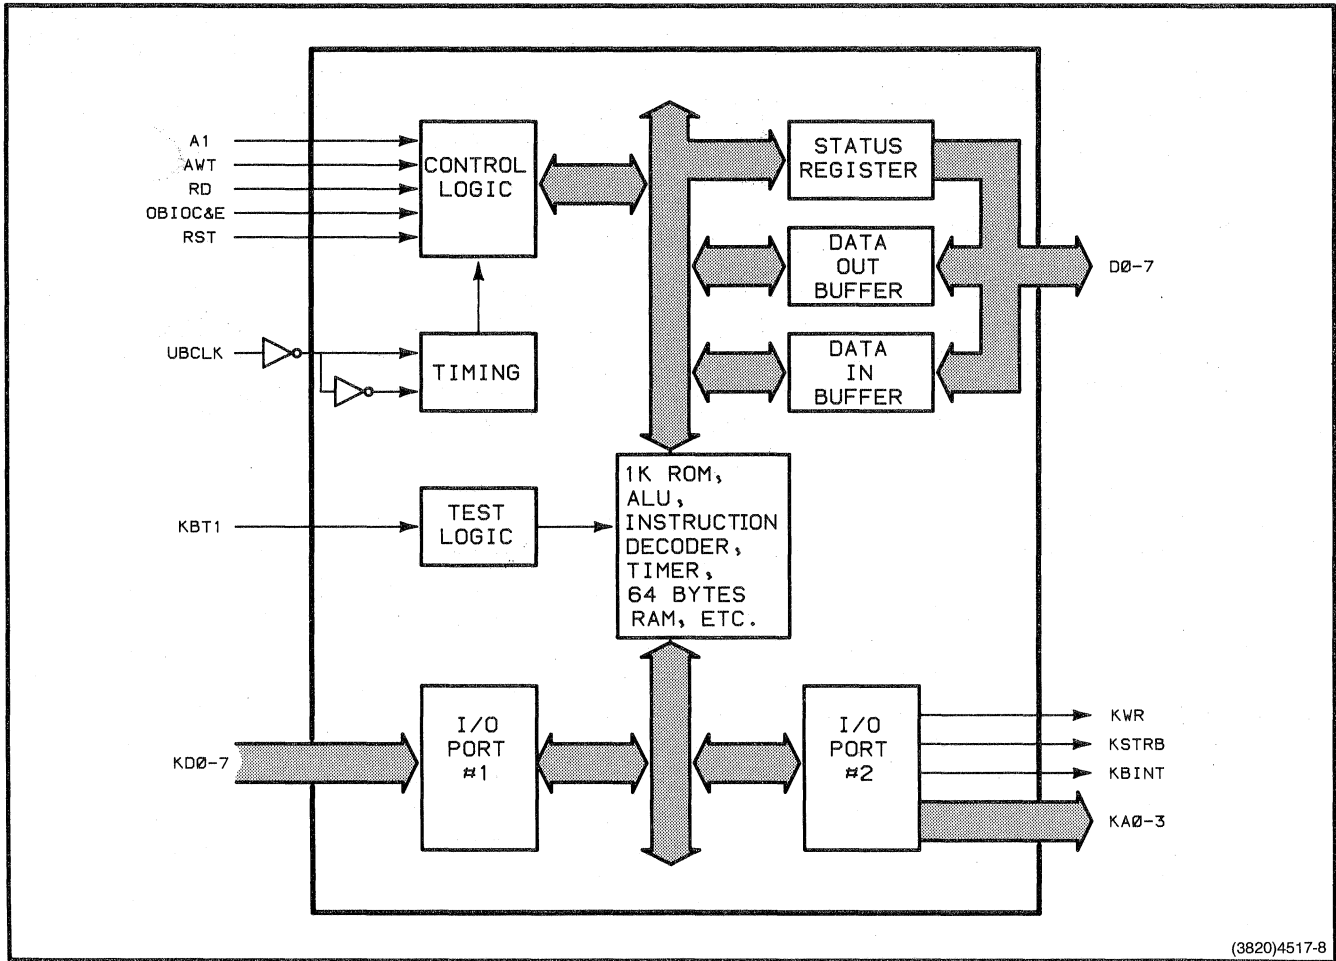 A1
AWT
RD
OBIOC&E
RST
CONTROL
LOGIC
STATUS
REGISTER
DATA
OUT
BUFFER
DØ-7
UBCLK
TIMING
DATA
IN
BUFFER
KBT1
TEST
LOGIC
1K ROM,
ALU,
INSTRUCTION
DECODER,
TIMER,
64 BYTES
RAM, ETC.
KDØ-7
I/O
PORT
#1
I/O
PORT
#2
KWR
KSTRB
KBINT
KAØ-3
(3820)4517-8